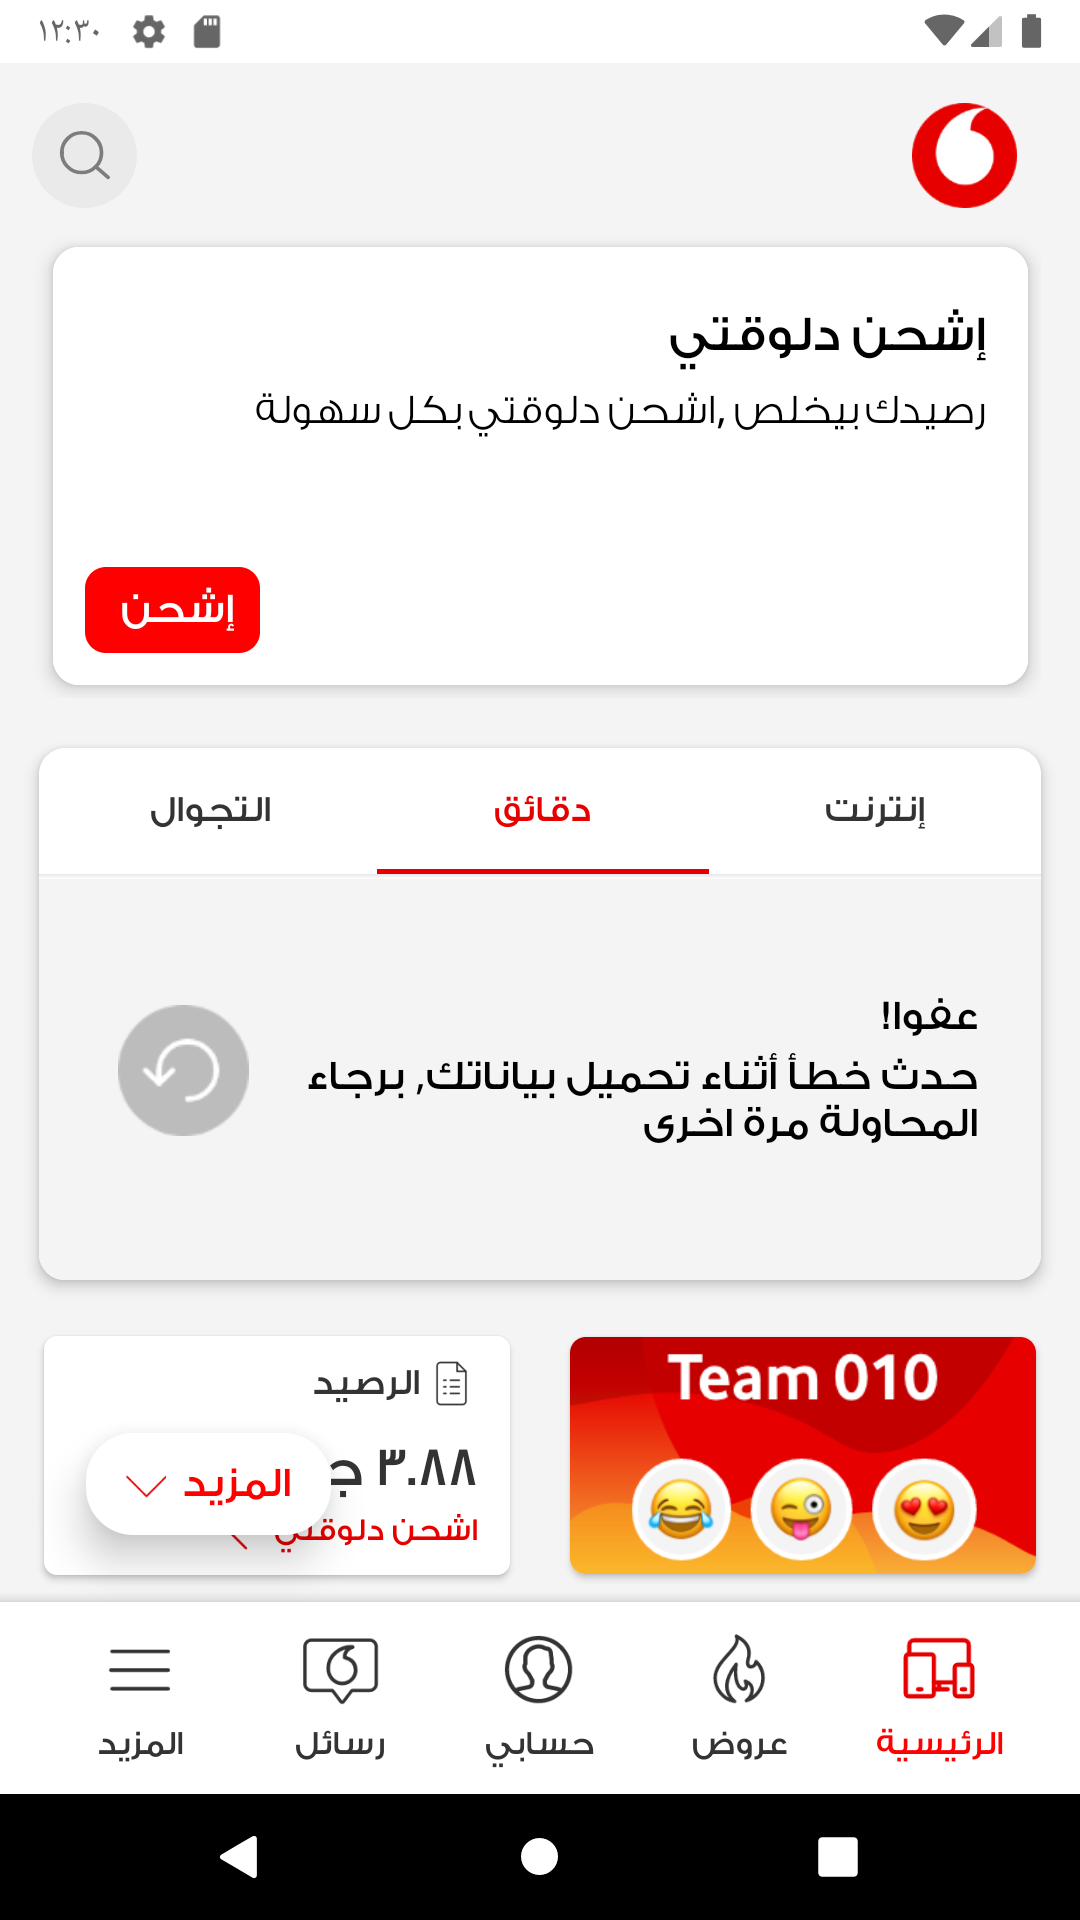 ١٢:٣٠
إشحن دلوقتي
رصيدك بيخلص ,اشحن دلوقتي بكل سهولة
إشحن
إنترنت
دقائق
التجوال
عفوا!
حدث خطأ أثناء تحميل بياناتك, برجاء
المحاولة مرة اخرى
Team 010
الرصيد
٣.٨٨ ج
اشحن دلوقتي
المزيد
الرئيسية
عروض
حسابي
رسائل
المزيد